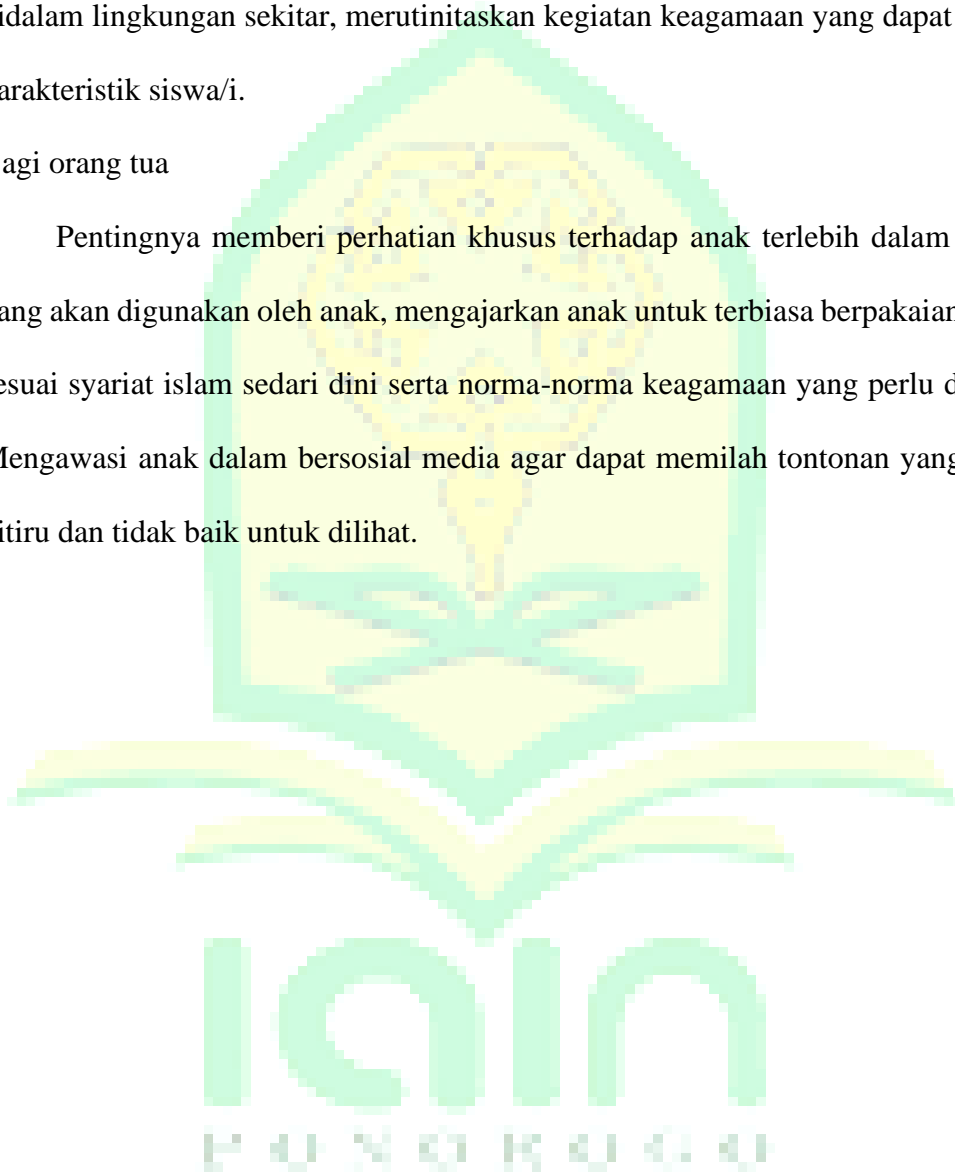 idalam lingkungan sekitar, merutinitaskan kegiatan keagamaan yang dapat
arakteristik siswa/i.
agi orang tua
Pentingnya memberi perhatian khusus terhadap anak terlebih dalam
ang akan digunakan oleh anak, mengajarkan anak untuk terbiasa berpakaian
esuai syariat islam sedari dini serta norma-norma keagamaan yang perlu d
Mengawasi anak dalam bersosial media agar dapat memilah tontonan yang
itiru dan tidak baik untuk dilihat.
iain
PONOROGO